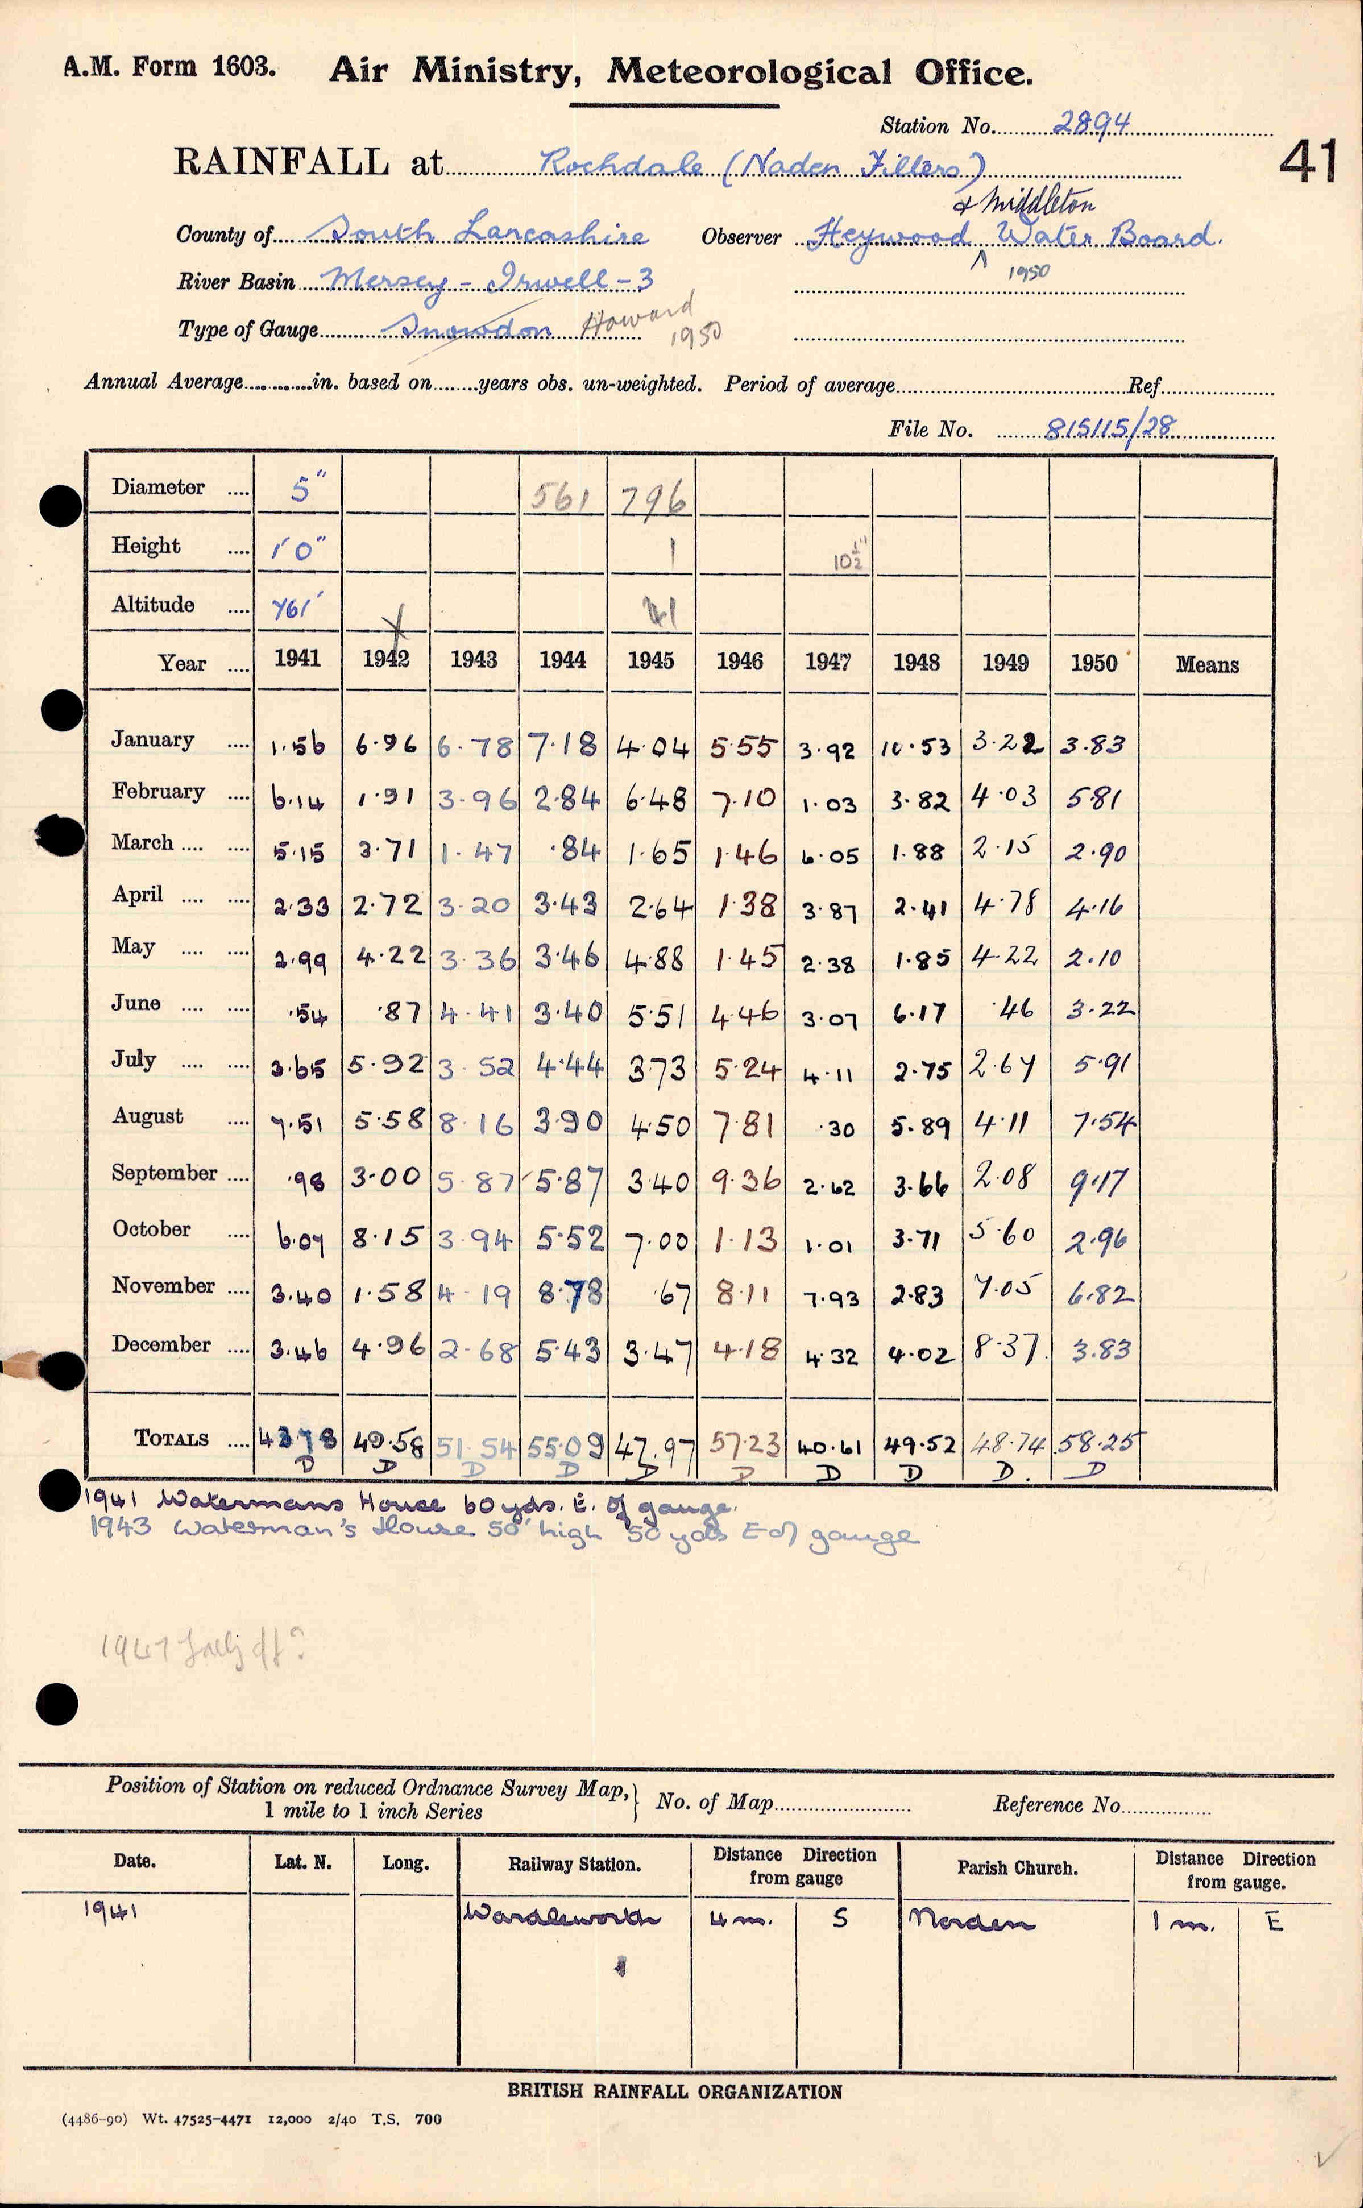 A.M. Form 1603. Air Ministry, Meteorological Office.
Station No. 2894
41
RAINFALL at Rochdale (Naden Filters)
& Middleton
County of South Lancashire Observer Heywood ^ Water Board.
1950
River Basin Mersey - Irwell - 3
Type of Gauge Snowdon Howard
1950
Annual Average............in. based on........years obs. un-weighted. Period of average........ Ref........
File No. 815115/28
Diameter .... 5" 561 796
Height .... 1'0" 1 10½"
Altitude .... 761' 41
Year .... 1941 1942 1943 1944 1945 1946 1947 1948 1949 1950 Means
January .... 1.56 6.96 6.78 7.18 4.04 5.55 3.92 10.53 3.22 3.83
February .... 6.14 1.91 3.96 2.84 6.48 7.10 1.03 3.82 4.03 5.81
March .... .... 5.15 3.71 1.47 .84 1.65 1.46 6.05 1.88 2.15 2.90
April .... .... 2.33 2.72 3.20 3.43 2.64 1.38 3.87 2.41 4.78 4.16
May .... .... 2.99 4.22 3.36 3.46 4.88 1.45 2.38 1.85 4.22 2.10
June .... .... .54 .87 4.41 3.40 5.51 4.46 3.07 6.17 .46 3.22
July .... .... 3.65 5.92 3.52 4.44 3.73 5.24 4.11 2.75 2.67 5.91
August .... 7.51 5.58 8.16 3.90 4.50 7.81 .30 5.89 4.11 7.54
September .... .98 3.00 5.87 5.87 3.40 9.36 2.62 3.66 2.08 9.17
October .... 6.07 8.15 3.94 5.52 7.00 1.13 1.01 3.71 5.60 2.96
November .... 3.40 1.58 4.19 8.78 .67 8.11 7.93 2.83 7.05 6.82
December .... 3.46 4.96 2.68 5.43 3.47 4.18 4.32 4.02 8.37 3.83
TOTALS .... 43.78 49.58 51.54 55.09 47.97 57.23 40.61 49.52 48.74 58.25
D D D D D D D D D. D
1941 Watermans House 60 yds. E. of gauge.
1943 Waterman's House 50' high 50 yds E of gauge
1947
Position of Station on reduced Ordnance Survey Map, } No. of Map........ Reference No........
1 mile to 1 inch Series
Date. Lat. N. Long. Railway Station. Distance Direction from gauge Parish Church. Distance Direction from gauge.
1941 Wardleworth 4 m. S Norden 1 m. E
BRITISH RAINFALL ORGANIZATION
(4486-90) Wt. 47525-4471 12,000 2/40 T.S. 700